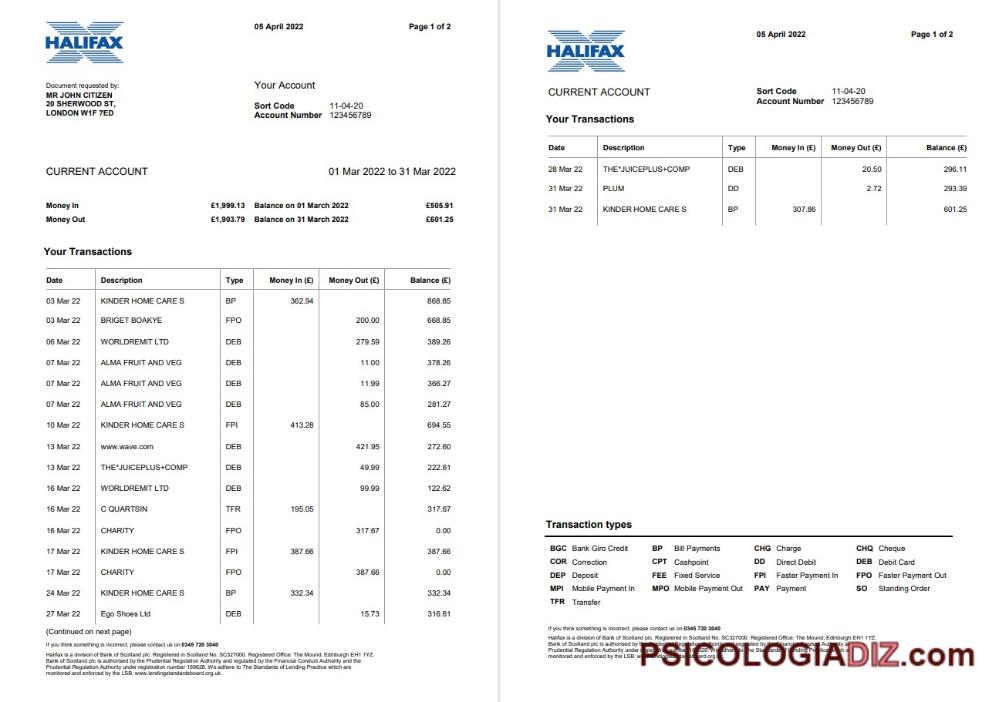 HALIFAX
05 April 2022 Page 1 of 2
Document requested by:
MR JOHN CITIZEN
20 SHERWOOD ST,
LONDON W1F 7ED
Your Account
Sort Code 11-04-20
Account Number 123456789
CURRENT ACCOUNT 01 Mar 2022 to 31 Mar 2022
Money In £1,999.13 Balance on 01 March 2022 £505.91
Money Out £1,903.79 Balance on 31 March 2022 £601.25
Your Transactions
Date Description Type Money In (£) Money Out (£) Balance (£)
03 Mar 22 KINDER HOME CARE S BP 362.94 868.85
03 Mar 22 BRIGET BOAKYE FPO 200.00 668.85
06 Mar 22 WORLDREMIT LTD DEB 279.59 389.26
07 Mar 22 ALMA FRUIT AND VEG DEB 11.00 378.26
07 Mar 22 ALMA FRUIT AND VEG DEB 11.99 366.27
07 Mar 22 ALMA FRUIT AND VEG DEB 85.00 281.27
10 Mar 22 KINDER HOME CARE S FPI 413.28 694.55
13 Mar 22 www.wave.com DEB 421.95 272.60
13 Mar 22 THE*JUICEPLUS+COMP DEB 49.99 222.61
16 Mar 22 WORLDREMIT LTD DEB 99.99 122.62
16 Mar 22 C QUARTSIN TFR 195.05 317.67
16 Mar 22 CHARITY FPO 317.67 0.00
17 Mar 22 KINDER HOME CARE S FPI 387.66 387.66
17 Mar 22 CHARITY FPO 387.66 0.00
24 Mar 22 KINDER HOME CARE S BP 332.34 332.34
27 Mar 22 Ego Shoes Ltd DEB 15.73 316.61
(Continued on next page)
If you think something is incorrect, please contact us on 0345 720 3040
Halifax is a division of Bank of Scotland plc. Registered in Scotland No. SC327000. Registered Office: The Mound, Edinburgh EH1 1YZ.
Bank of Scotland plc is authorised by the Prudential Regulation Authority and regulated by the Financial Conduct Authority and the
Prudential Regulation Authority under registration number 169628. We adhere to The Standards of Lending Practice which are
monitored and enforced by the LSB: www.lendingstandardsboard.org.uk.
HALIFAX
05 April 2022 Page 1 of 2
CURRENT ACCOUNT
Sort Code 11-04-20
Account Number 123456789
Your Transactions
Date Description Type Money In (£) Money Out (£) Balance (£)
28 Mar 22 THE*JUICEPLUS+COMP DEB 20.50 296.11
31 Mar 22 PLUM DD 2.72 293.39
31 Mar 22 KINDER HOME CARE S BP 307.86 601.25
Transaction types
BGC Bank Giro Credit BP Bill Payments CHG Charge CHQ Cheque
COR Correction CPT Cashpoint DD Direct Debit DEB Debit Card
DEP Deposit FEE Fixed Service FPI Faster Payment In FPO Faster Payment Out
MPI Mobile Payment In MPO Mobile Payment Out PAY Payment SO Standing Order
TFR Transfer
If you think something is incorrect, please contact us on 0345 720 3040
Halifax is a division of Bank of Scotland plc. Registered in Scotland No. SC327000. Registered Office: The Mound, Edinburgh EH1 1YZ.
Bank of Scotland plc is authorised by
Prudential Regulation Authority under
monitored and enforced by the LSB:
PSICOLOGIADIZ.com